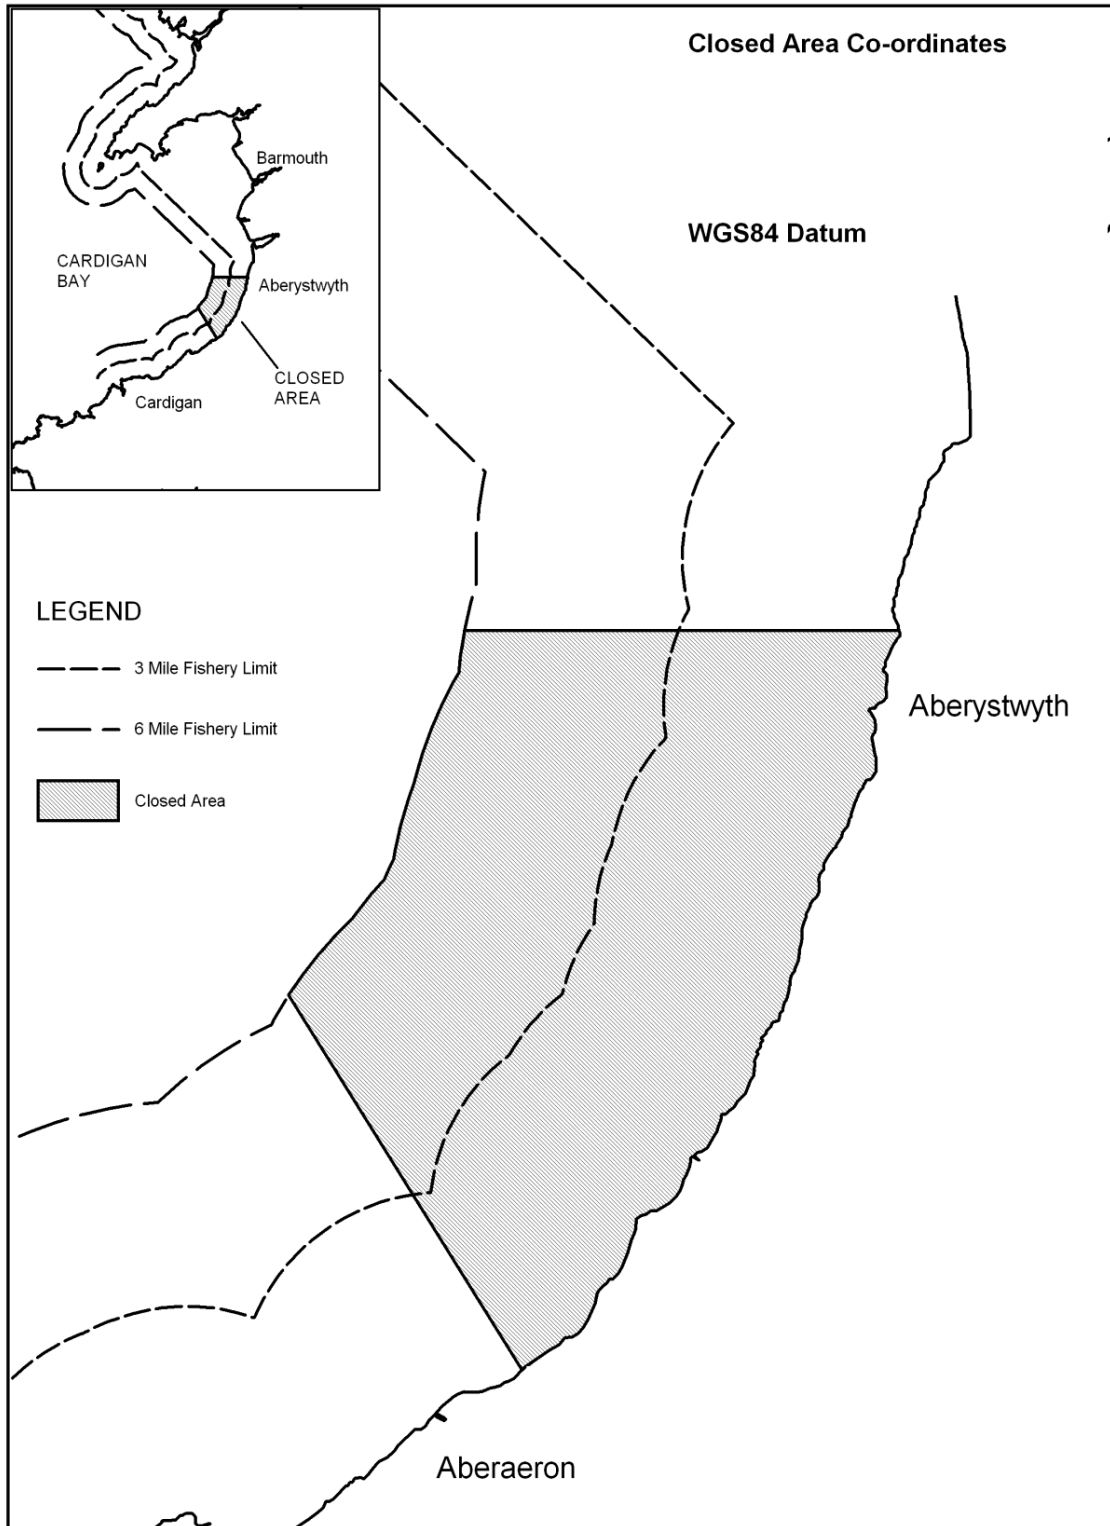 Closed Area Co-ordinates
WGS84 Datum
Barmouth
CARDIGAN
BAY
Aberystwyth
CLOSED
AREA
Cardigan
LEGEND
3 Mile Fishery Limit
6 Mile Fishery Limit
Closed Area
Aberystwyth
Aberaeron